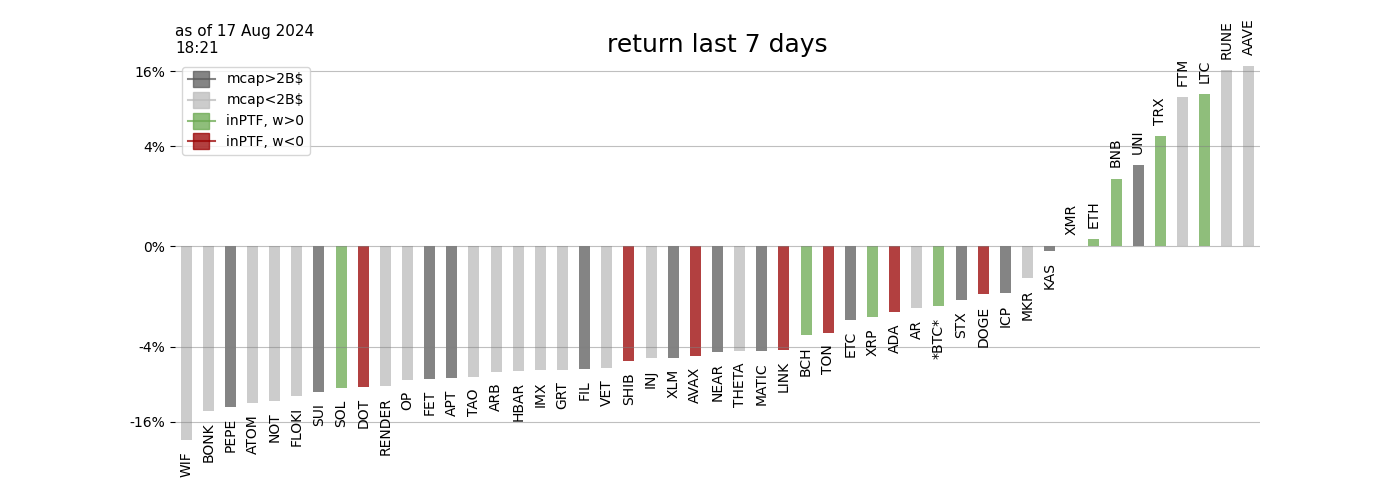 as of 17 Aug 2024
18:21
return last 7 days
mcap>2B$
mcap<2B$
inPTF, w>0
inPTF, w<0
16%
4%
0%
-4%
-16%
WIF
BONK
PEPE
ATOM
NOT
FLOKI
SUI
SOL
DOT
RENDER
OP
FET
APT
TAO
ARB
HBAR
IMX
GRT
FIL
VET
SHIB
INJ
XLM
AVAX
NEAR
THETA
MATIC
LINK
BCH
TON
ETC
XRP
ADA
AR
*BTC*
STX
DOGE
ICP
MKR
KAS
XMR
ETH
BNB
UNI
TRX
FTM
LTC
RUNE
AAVE